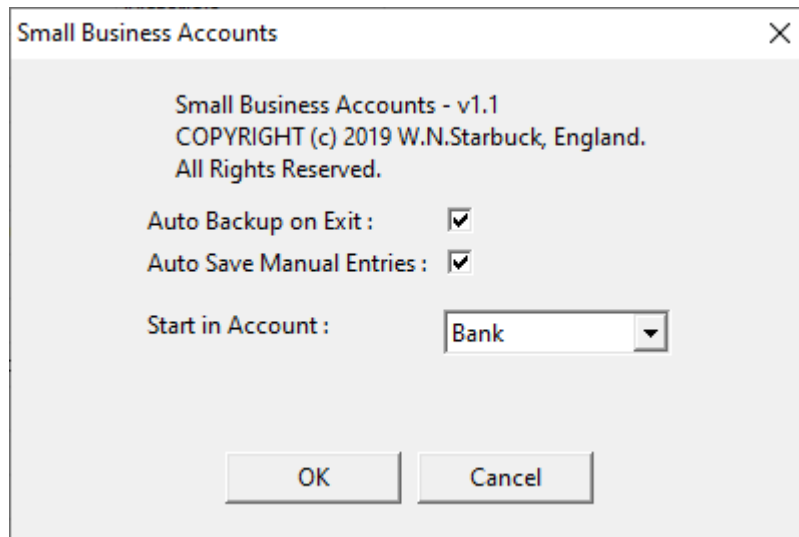 Small Business Accounts
Small Business Accounts - v1.1
COPYRIGHT (c) 2019 W.N.Starbuck, England.
All Rights Reserved.
Auto Backup on Exit :
Auto Save Manual Entries :
Start in Account :
Bank
OK
Cancel